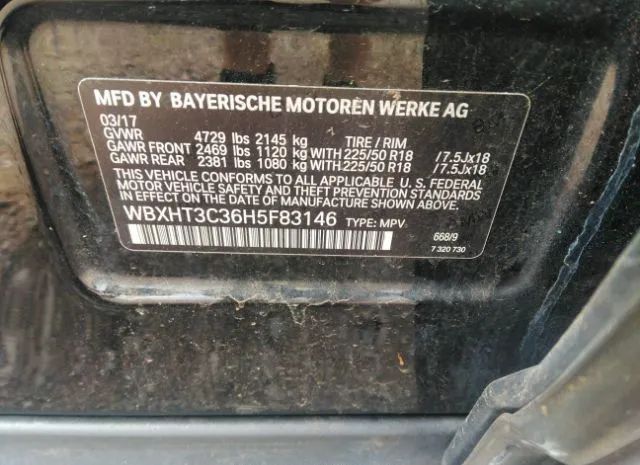 MFD BY BAYERISCHE MOTOREN WERKE AG
03/17
GVWR 4729 lbs 2145 kg TIRE / RIM
GAWR FRONT 2469 lbs 1120 kg WITH 225/50 R18 /7.5Jx18
GAWR REAR 2381 lbs 1080 kg WITH 225/50 R18 /7.5Jx18
THIS VEHICLE CONFORMS TO ALL APPLICABLE U. S. FEDERAL
MOTOR VEHICLE SAFETY AND THEFT PREVENTION STANDARDS
IN EFFECT ON THE DATE OF MANUFACTURE SHOWN ABOVE.
WBXHT3C36H5F83146 TYPE: MPV
668/9
7 320 730